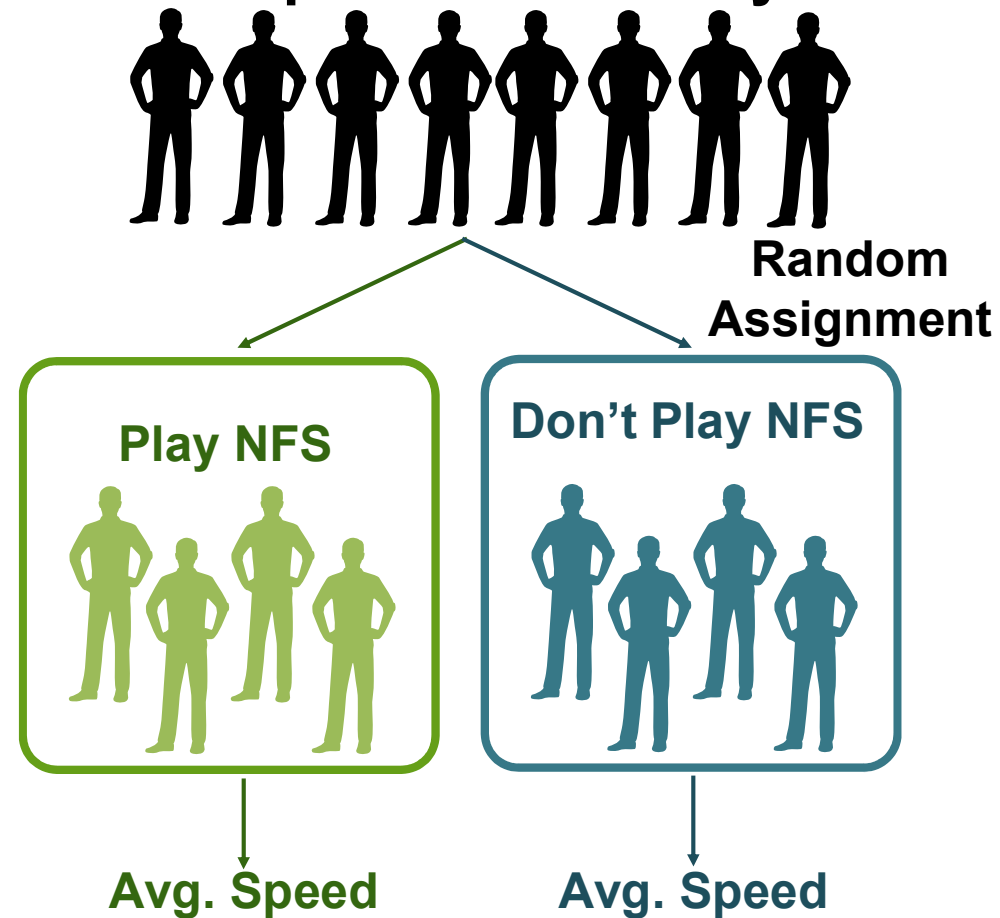 Random
Assignment
Play NFS
Don’t Play NFS
Avg. Speed
Avg. Speed